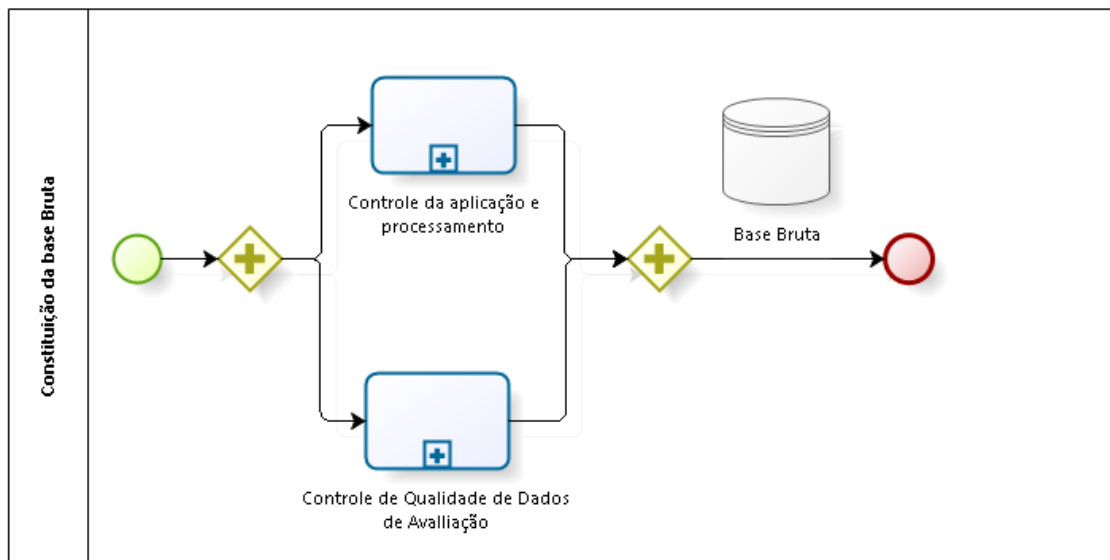 Constituição da base Bruta
Controle da aplicação e
processamento
Base Bruta
Controle de Qualidade de Dados
de Avalliação